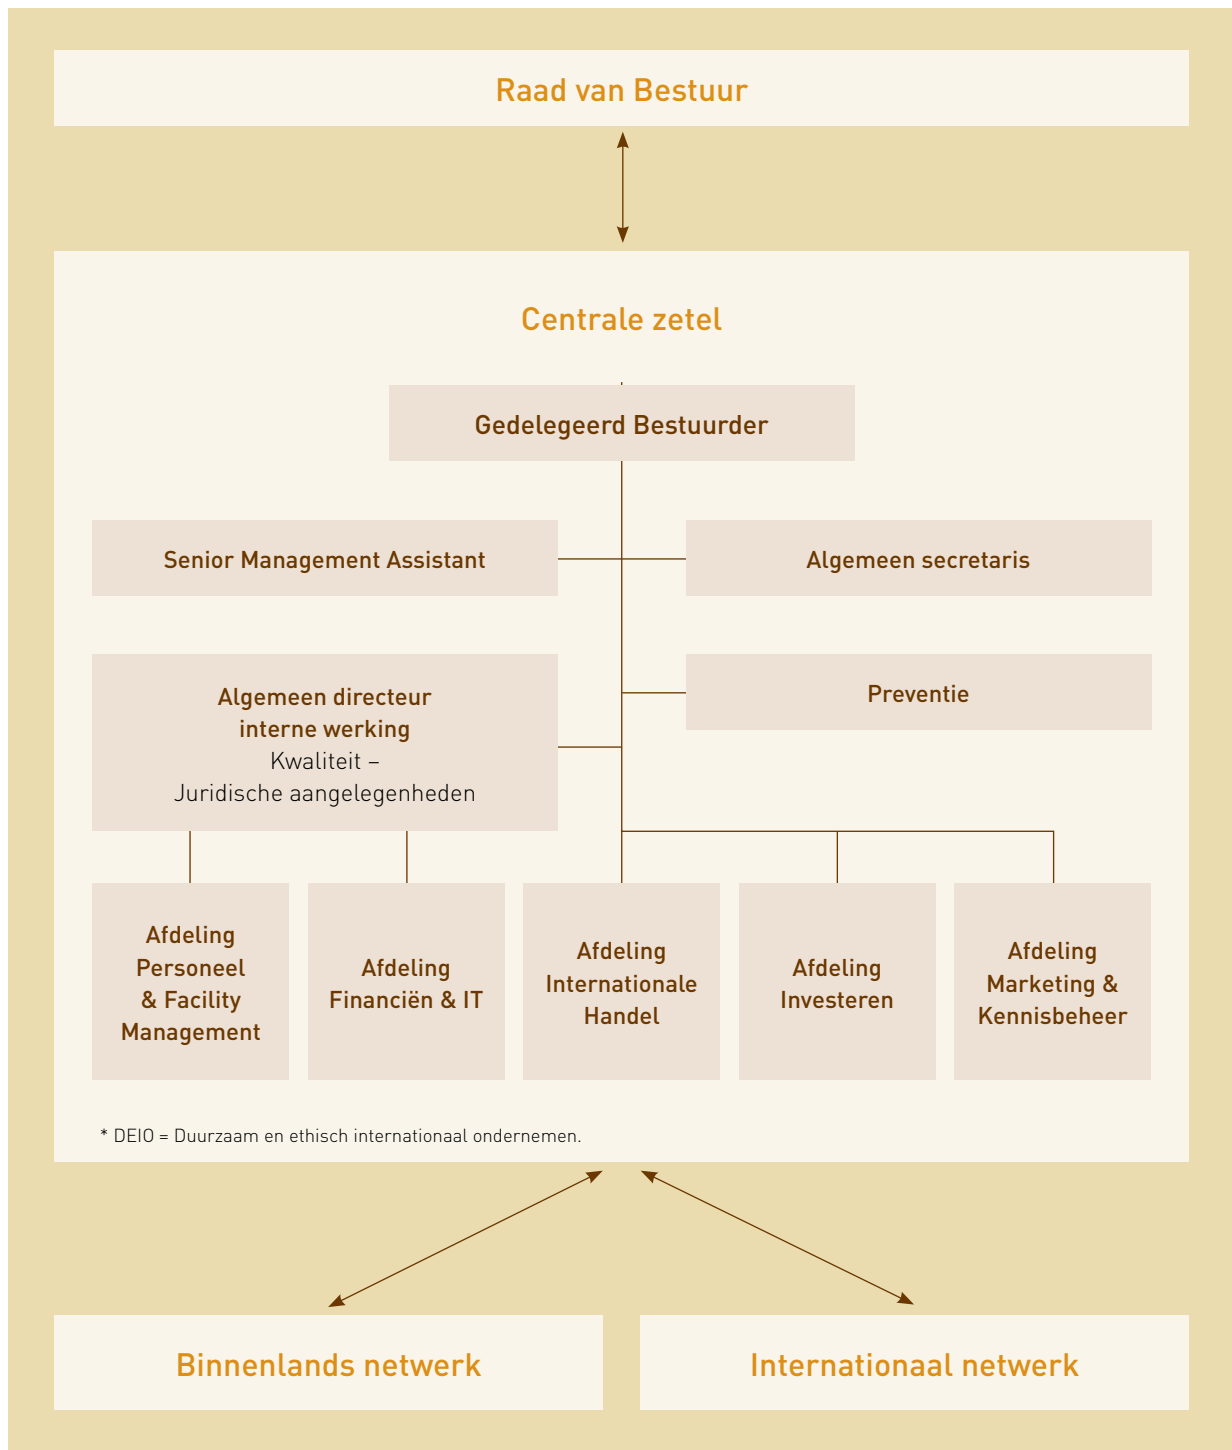 Raad van Bestuur
Centrale zetel
Gedelegeerd Bestuurder
Senior Management Assistant
Algemeen secretaris
Algemeen directeur
interne werking
Kwaliteit –
Juridische aangelegenheden
Preventie
Afdeling
Personeel
& Facility
Management
Afdeling
Financiën & IT
Afdeling
Internationale
Handel
Afdeling
Investeren
Afdeling
Marketing &
Kennisbeheer
* DEIO = Duurzaam en ethisch internationaal ondernemen.
Binnenlands netwerk
Internationaal netwerk